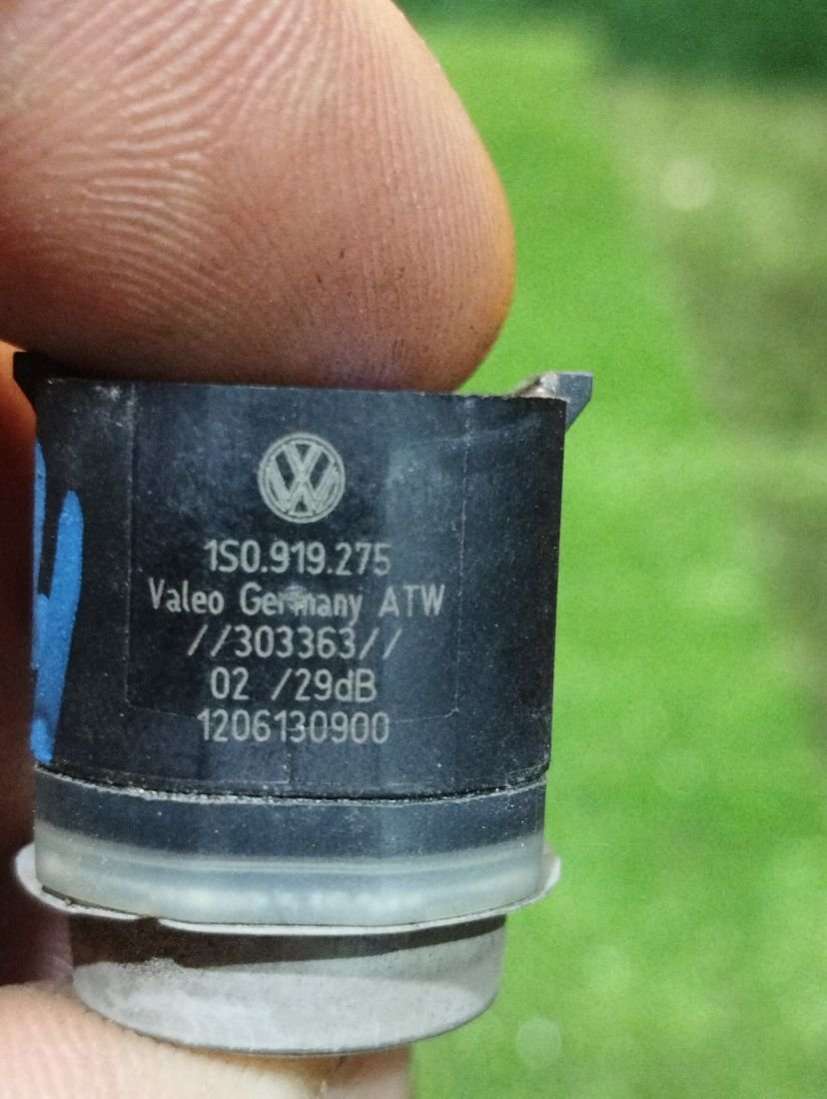 1S0.919.275
Valeo Germany ATW
//303363//
02 /29dB
1206130900